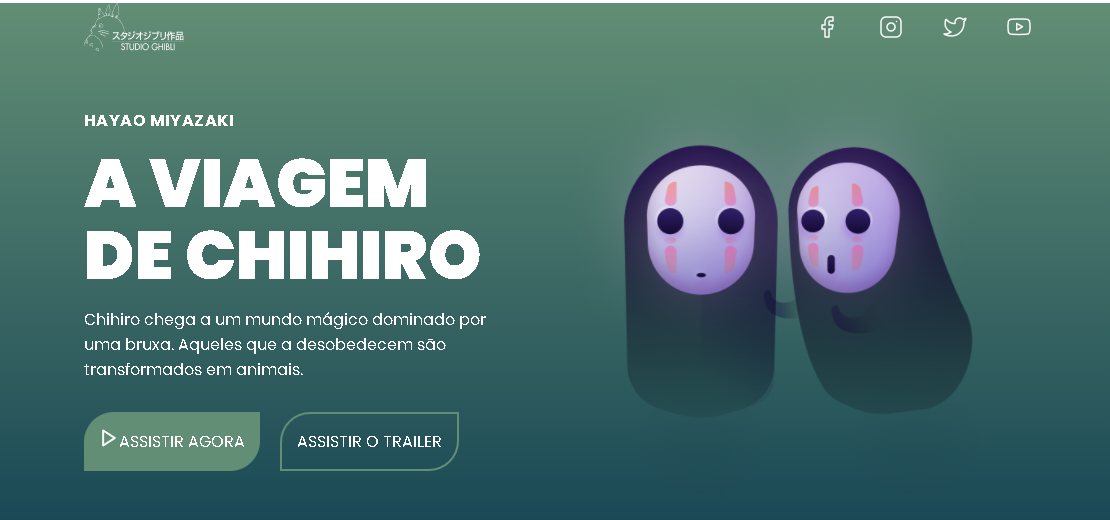 スタジオジブリ作品
STUDIO GHIBLI
HAYAO MIYAZAKI
A VIAGEM
DE CHIHIRO
Chihiro chega a um mundo mágico dominado por
uma bruxa. Aqueles que a desobedecem são
transformados em animais.
ASSISTIR AGORA
ASSISTIR O TRAILER